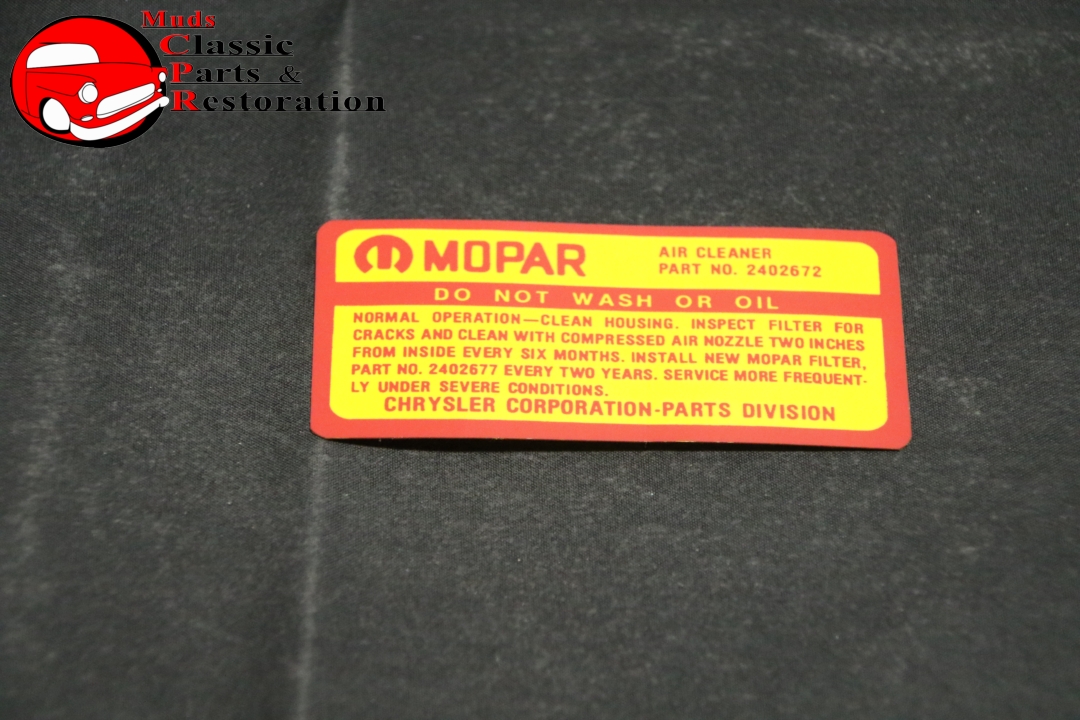 Muds
Classic
Parts &
Restoration
MOPAR
AIR CLEANER
PART NO. 2402672
DO NOT WASH OR OIL
NORMAL OPERATION—CLEAN HOUSING. INSPECT FILTER FOR
CRACKS AND CLEAN WITH COMPRESSED AIR NOZZLE TWO INCHES
FROM INSIDE EVERY SIX MONTHS. INSTALL NEW MOPAR FILTER,
PART NO. 2402677 EVERY TWO YEARS. SERVICE MORE FREQUENT-
LY UNDER SEVERE CONDITIONS.
CHRYSLER CORPORATION-PARTS DIVISION